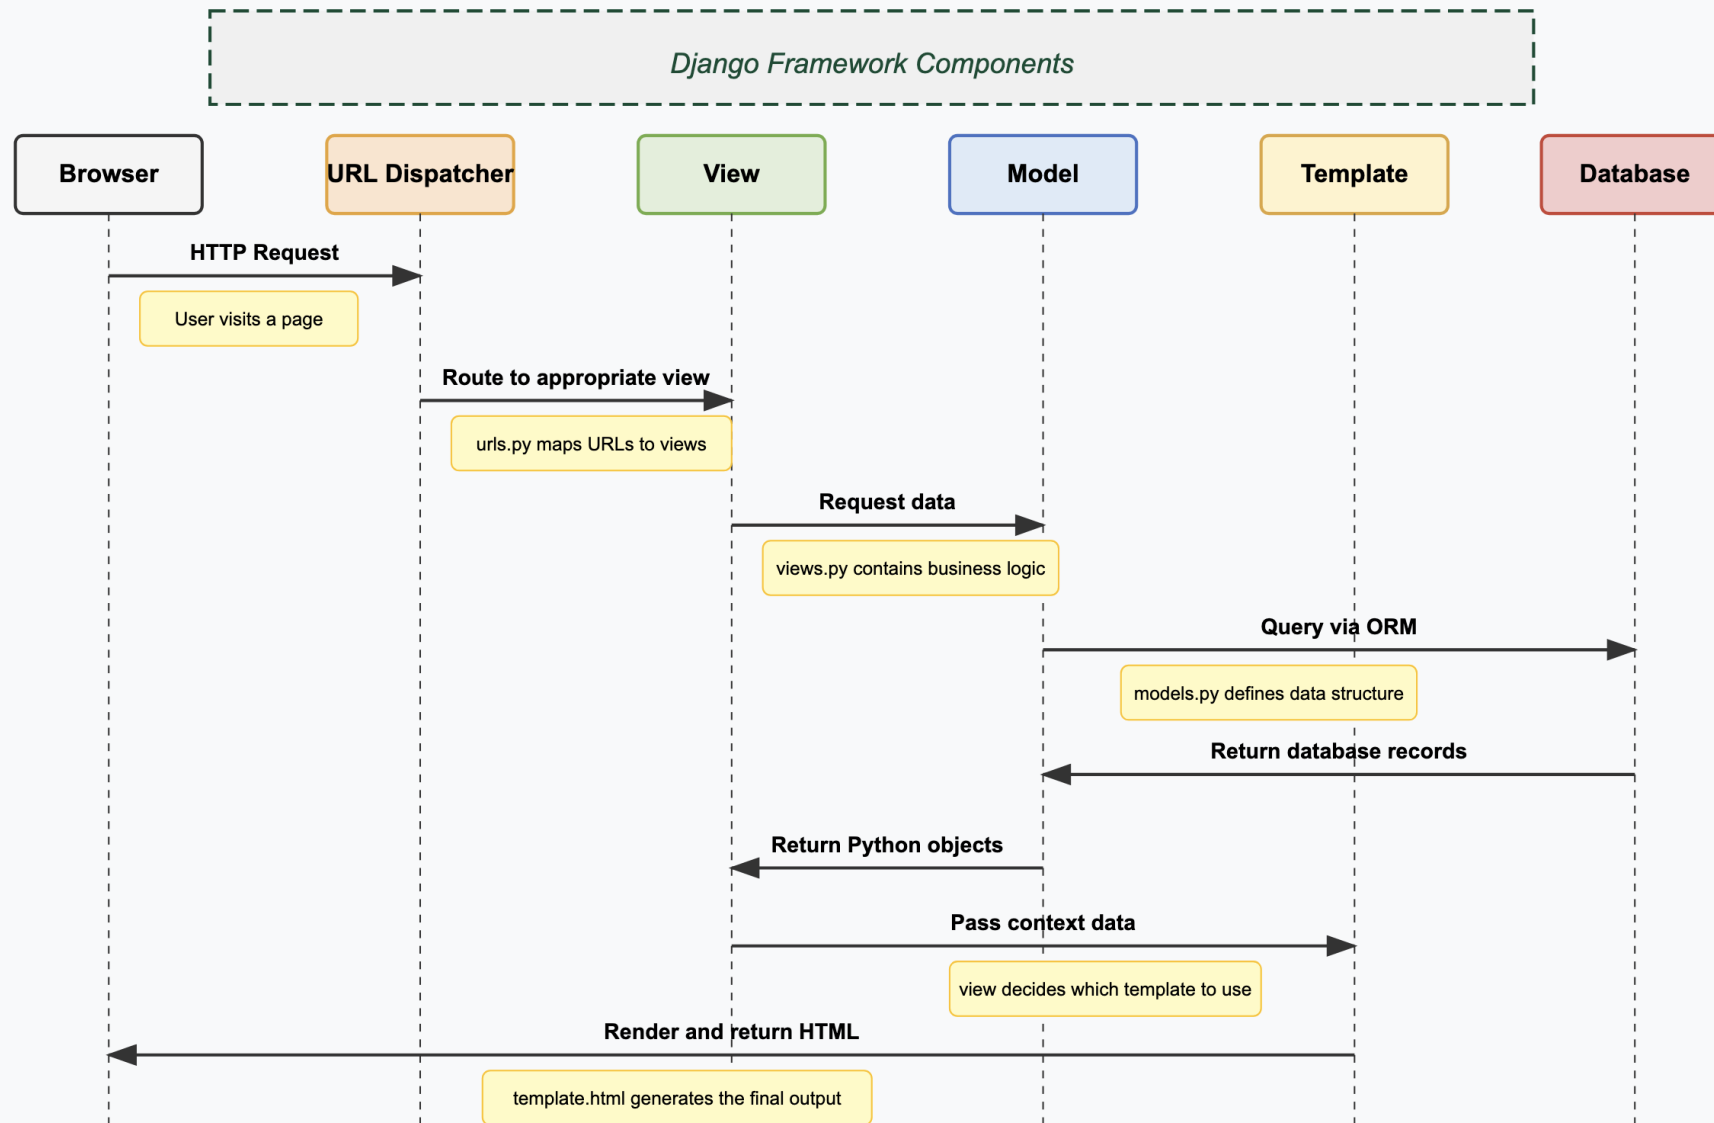 Django Framework Components
Browser
URL Dispatcher
View
Model
Template
Database
HTTP Request
User visits a page
Route to appropriate view
urls.py maps URLs to views
Request data
views.py contains business logic
Query via ORM
models.py defines data structure
Return database records
Return Python objects
Pass context data
view decides which template to use
Render and return HTML
template.html generates the final output